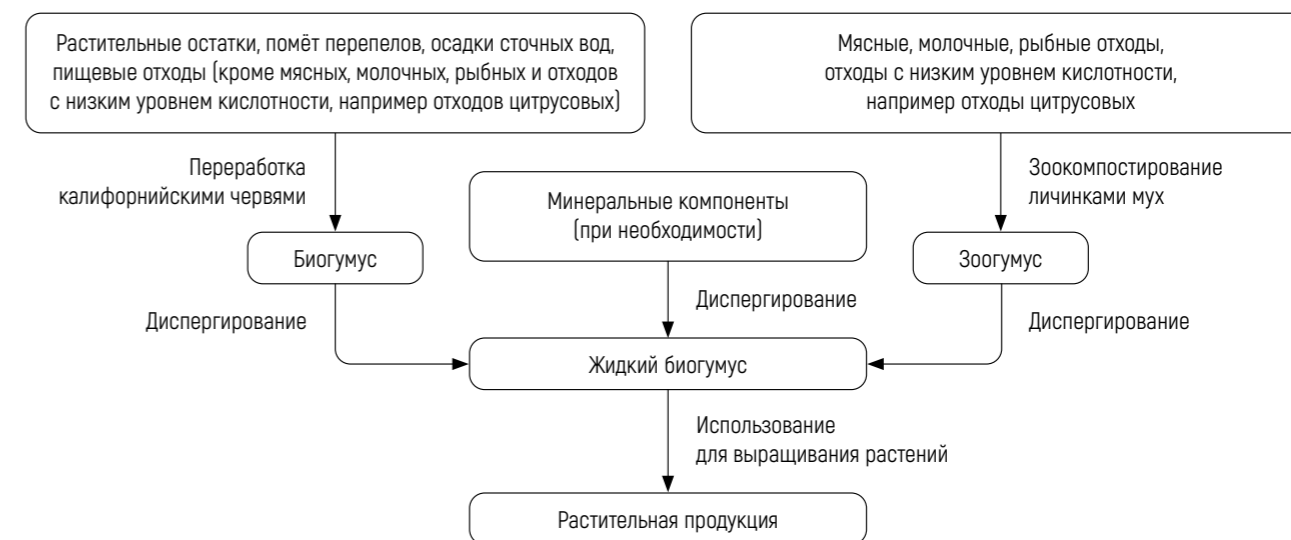 Растительные остатки, помёт перепелов, осадки сточных вод,
пищевые отходы (кроме мясных, молочных, рыбных и отходов
с низким уровнем кислотности, например отходов цитрусовых)
Мясные, молочные, рыбные отходы,
отходы с низким уровнем кислотности,
например отходы цитрусовых
Переработка
калифорнийскими червями
Минеральные компоненты
(при необходимости)
Зоокомпостирование
личинками мух
Биогумус
Зоогумус
Диспергирование
Диспергирование
Диспергирование
Жидкий биогумус
Использование
для выращивания растений
Растительная продукция